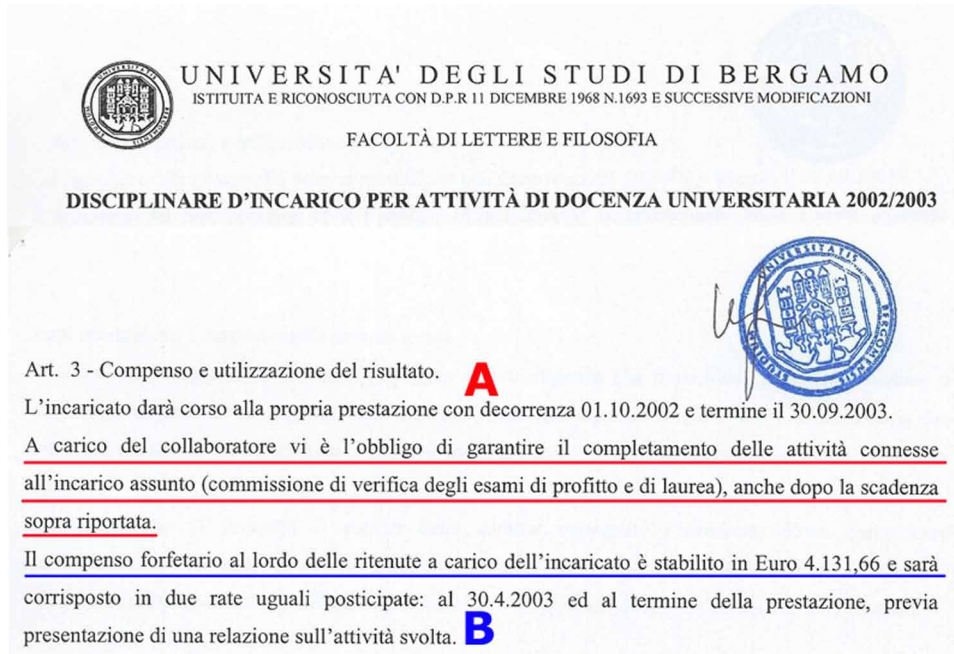 UNIVERSITA' DEGLI STUDI DI BERGAMO
ISTITUITA E RICONOSCIUTA CON D.P.R 11 DICEMBRE 1968 N.1693 E SUCCESSIVE MODIFICAZIONI
FACOLTÀ DI LETTERE E FILOSOFIA
DISCIPLINARE D'INCARICO PER ATTIVITÀ DI DOCENZA UNIVERSITARIA 2002/2003
Art. 3 - Compenso e utilizzazione del risultato.
A
L'incaricato darà corso alla propria prestazione con decorrenza 01.10.2002 e termine il 30.09.2003.
A carico del collaboratore vi è l'obbligo di garantire il completamento delle attività connesse
all'incarico assunto (commissione di verifica degli esami di profitto e di laurea), anche dopo la scadenza
sopra riportata.
Il compenso forfetario al lordo delle ritenute a carico dell'incaricato è stabilito in Euro 4.131,66 e sarà
corrisposto in due rate uguali posticipate: al 30.4.2003 ed al termine della prestazione, previa
presentazione di una relazione sull'attività svolta.
B